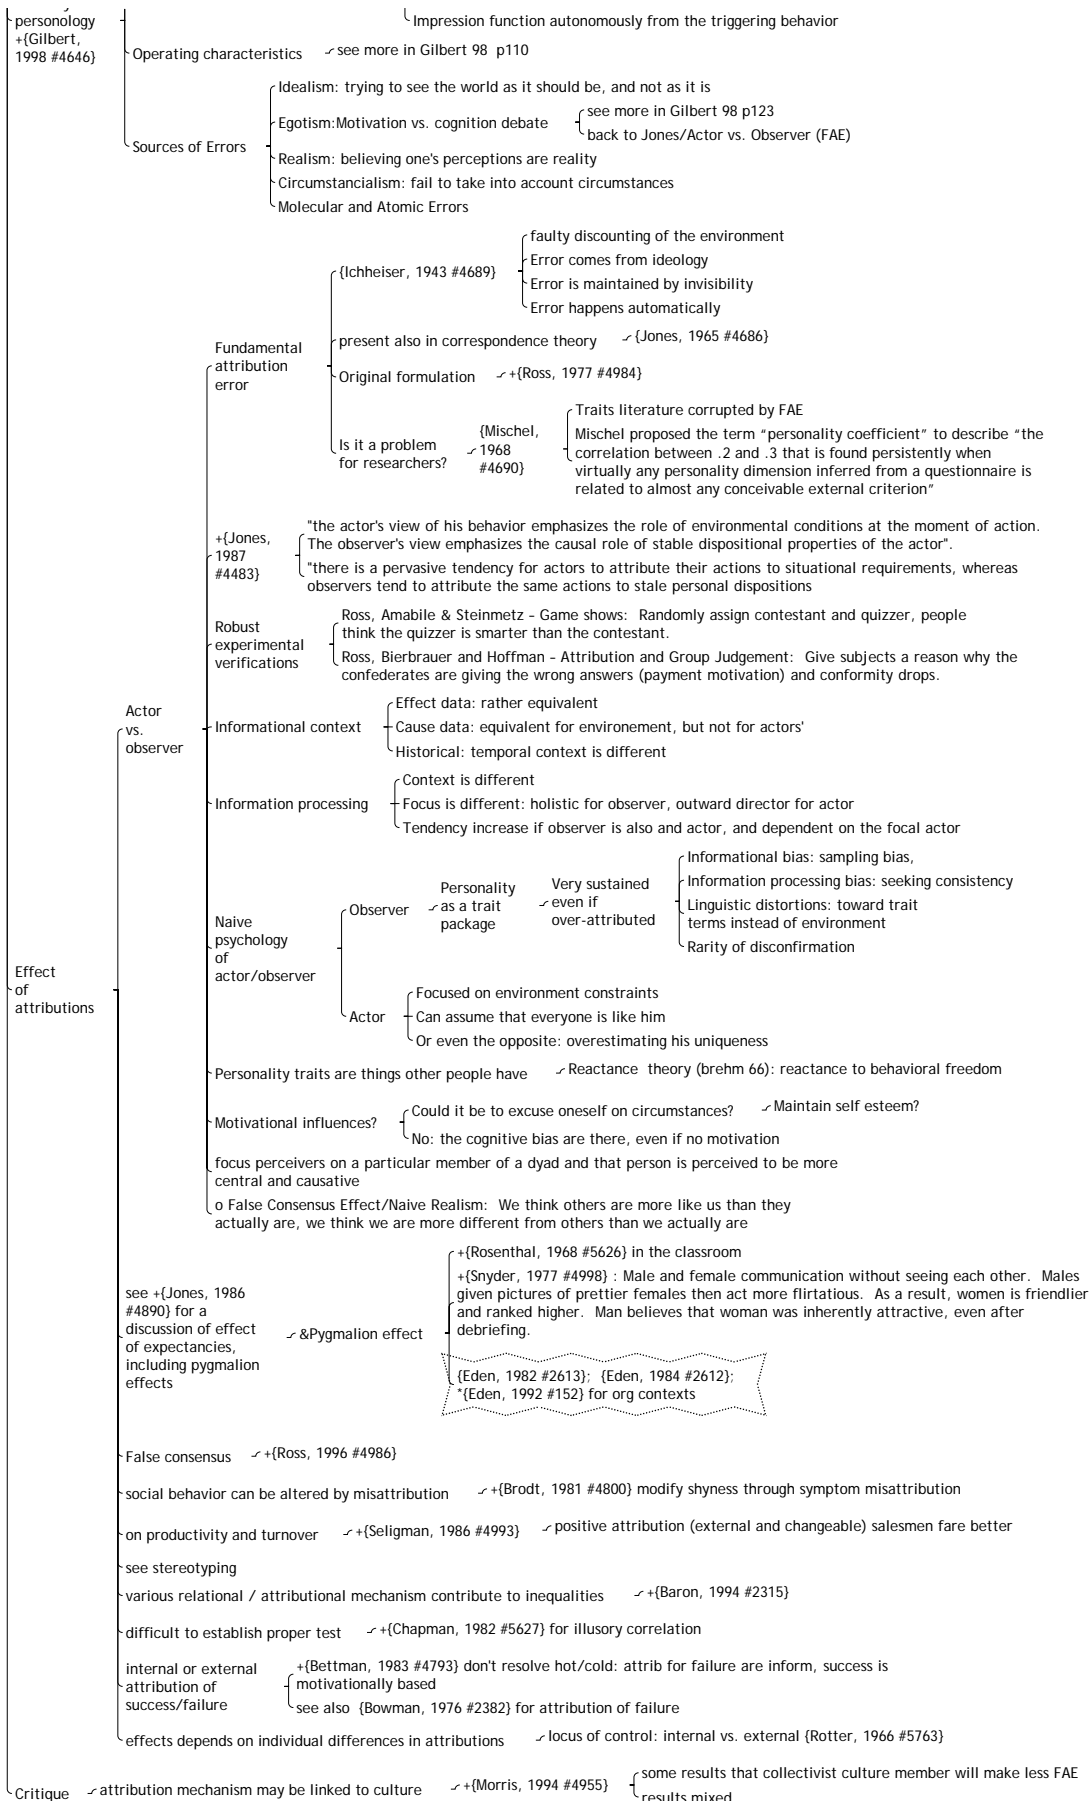 personology
+{Gilbert,
1998 #4646}
Impression function autonomously from the triggering behavior
Operating characteristics
see more in Gilbert 98 p110
Sources of Errors
Idealism: trying to see the world as it should be, and not as it is
Egotism:Motivation vs. cognition debate
see more in Gilbert 98 p123
back to Jones/Actor vs. Observer (FAE)
Realism: believing one's perceptions are reality
Circumstancialism: fail to take into account circumstances
Molecular and Atomic Errors
Effect
of
attributions
Actor
vs.
observer
Fundamental
attribution
error
{Ichheiser, 1943 #4689}
faulty discounting of the environment
Error comes from ideology
Error is maintained by invisibility
Error happens automatically
present also in correspondence theory
{Jones, 1965 #4686}
Original formulation
+{Ross, 1977 #4984}
Is it a problem
for researchers?
{Mischel,
1968
#4690}
Traits literature corrupted by FAE
Mischel proposed the term “personality coefficient” to describe “the
correlation between .2 and .3 that is found persistently when
virtually any personality dimension inferred from a questionnaire is
related to almost any conceivable external criterion”
+{Jones,
1987
#4483}
"the actor's view of his behavior emphasizes the role of environmental conditions at the moment of action.
The observer's view emphasizes the causal role of stable dispositional properties of the actor".
"there is a pervasive tendency for actors to attribute their actions to situational requirements, whereas
observers tend to attribute the same actions to stale personal dispositions
Robust
experimental
verifications
Ross, Amabile & Steinmetz – Game shows: Randomly assign contestant and quizzer, people
think the quizzer is smarter than the contestant.
Ross, Bierbrauer and Hoffman – Attribution and Group Judgement: Give subjects a reason why the
confederates are giving the wrong answers (payment motivation) and conformity drops.
Informational context
Effect data: rather equivalent
Cause data: equivalent for environement, but not for actors'
Historical: temporal context is different
Information processing
Context is different
Focus is different: holistic for observer, outward director for actor
Tendency increase if observer is also and actor, and dependent on the focal actor
Naive
psychology
of
actor/observer
Observer
Personality
as a trait
package
Very sustained
even if
over-attributed
Informational bias: sampling bias,
Information processing bias: seeking consistency
Linguistic distortions: toward trait
terms instead of environment
Rarity of disconfirmation
Actor
Focused on environment constraints
Can assume that everyone is like him
Or even the opposite: overestimating his uniqueness
Personality traits are things other people have
Reactance theory (brehm 66): reactance to behavioral freedom
Motivational influences?
Could it be to excuse oneself on circumstances?
Maintain self esteem?
No: the cognitive bias are there, even if no motivation
focus perceivers on a particular member of a dyad and that person is perceived to be more
central and causative
o False Consensus Effect/Naive Realism: We think others are more like us than they
actually are, we think we are more different from others than we actually are
see +{Jones, 1986
#4890} for a
discussion of effect
of expectancies,
including pygmalion
effects
&Pygmalion effect
+{Rosenthal, 1968 #5626} in the classroom
+{Snyder, 1977 #4998} : Male and female communication without seeing each other. Males
given pictures of prettier females then act more flirtatious. As a result, women is friendlier
and ranked higher. Man believes that woman was inherently attractive, even after
debriefing.
{Eden, 1982 #2613}; {Eden, 1984 #2612};
*{Eden, 1992 #152} for org contexts
False consensus
+{Ross, 1996 #4986}
social behavior can be altered by misattribution
+{Brodt, 1981 #4800} modify shyness through symptom misattribution
on productivity and turnover
+{Seligman, 1986 #4993}
positive attribution (external and changeable) salesmen fare better
see stereotyping
various relational / attributional mechanism contribute to inequalities
+{Baron, 1994 #2315}
difficult to establish proper test
+{Chapman, 1982 #5627} for illusory correlation
internal or external
attribution of
success/failure
+{Bettman, 1983 #4793} don't resolve hot/cold: attrib for failure are inform, success is
motivationally based
see also {Bowman, 1976 #2382} for attribution of failure
effects depends on individual differences in attributions
locus of control: internal vs. external {Rotter, 1966 #5763}
Critique
attribution mechanism may be linked to culture
+{Morris, 1994 #4955}
some results that collectivist culture member will make less FAE
results mixed